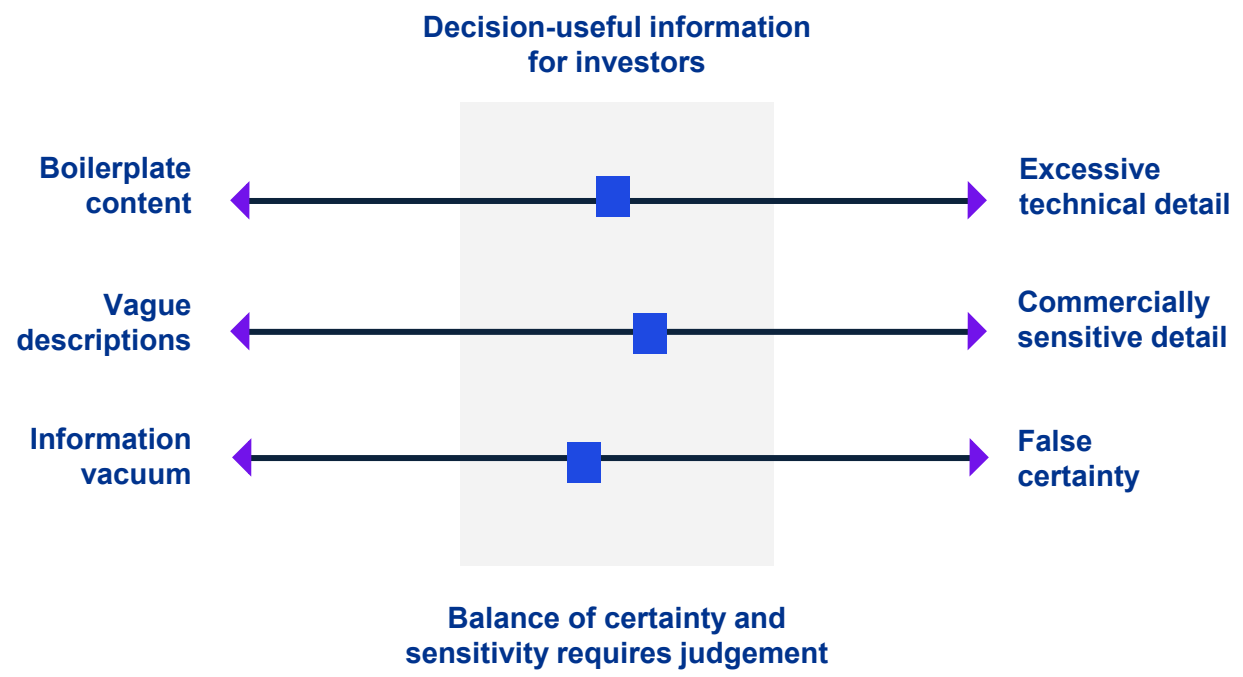 Decision-useful information
for investors
Boilerplate
content
Excessive
technical detail
Vague
descriptions
Commercially
sensitive detail
Information
vacuum
False
certainty
Balance of certainty and
sensitivity requires judgement